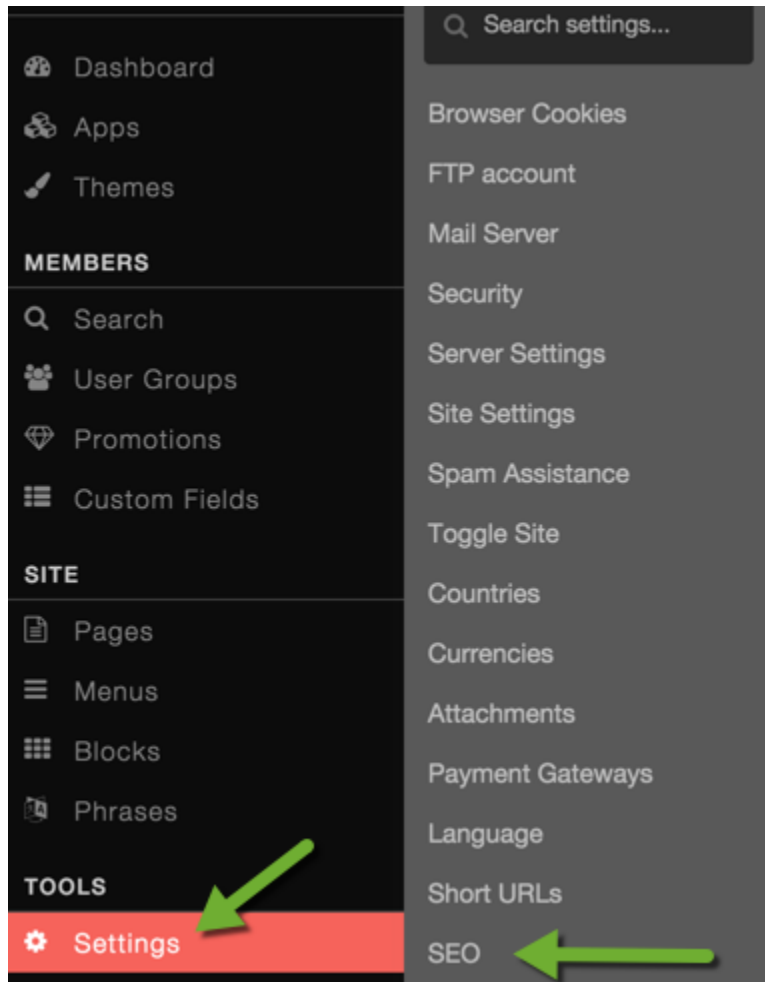 Dashboard
Apps
Themes
MEMBERS
Search
User Groups
Promotions
Custom Fields
SITE
Pages
Menus
Blocks
Phrases
TOOLS
Settings
Search settings...
Browser Cookies
FTP account
Mail Server
Security
Server Settings
Site Settings
Spam Assistance
Toggle Site
Countries
Currencies
Attachments
Payment Gateways
Language
Short URLs
SEO